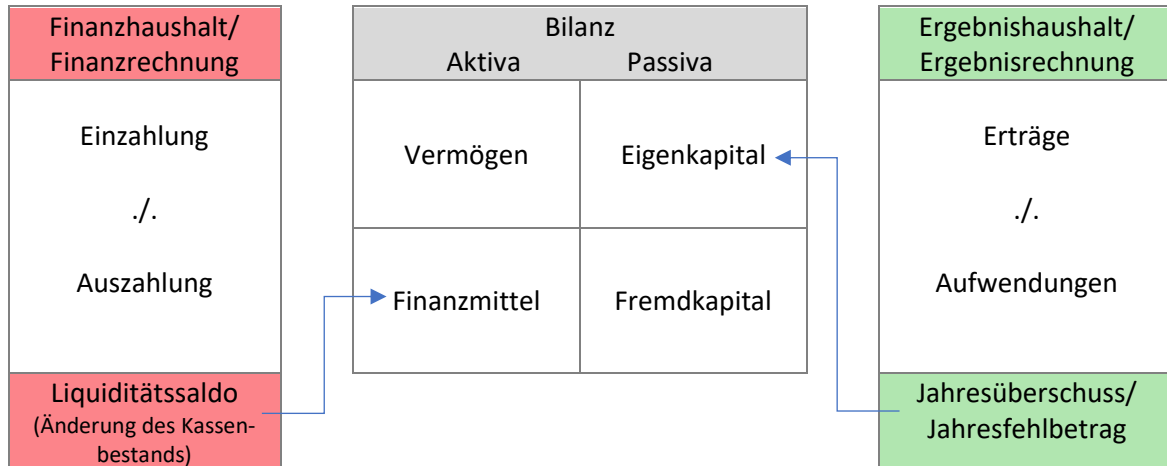 Finanzhaushalt/
Finanzrechnung
Einzahlung
./.
Auszahlung
Liquiditätssaldo
(Änderung des Kassen-
bestands)
Bilanz
Aktiva Passiva
Vermögen Eigenkapital
Finanzmittel Fremdkapital
Ergebnishaushalt/
Ergebnisrechnung
Erträge
./.
Aufwendungen
Jahresüberschuss/
Jahresfehlbetrag